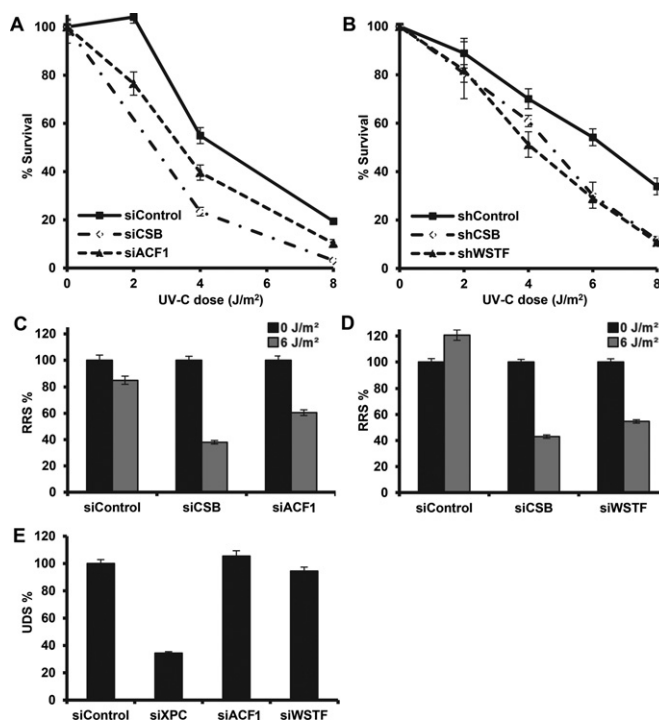 A
100
80
60
40
20
0
% Survival
siControl
siCSB
siACF1
0 2 4 6 8
UV-C dose (J/m²)
B
100
80
60
40
20
0
% Survival
shControl
shCSB
shWSTF
0 2 4 6 8
UV-C dose (J/m²)
C
0 J/m²
6 J/m²
120
100
80
60
40
20
0
RRS %
siControl siCSB siACF1
D
0 J/m²
6 J/m²
120
100
80
60
40
20
0
RRS %
siControl siCSB siWSTF
E
120
100
80
60
40
20
0
UDS %
siControl siXPC siACF1 siWSTF